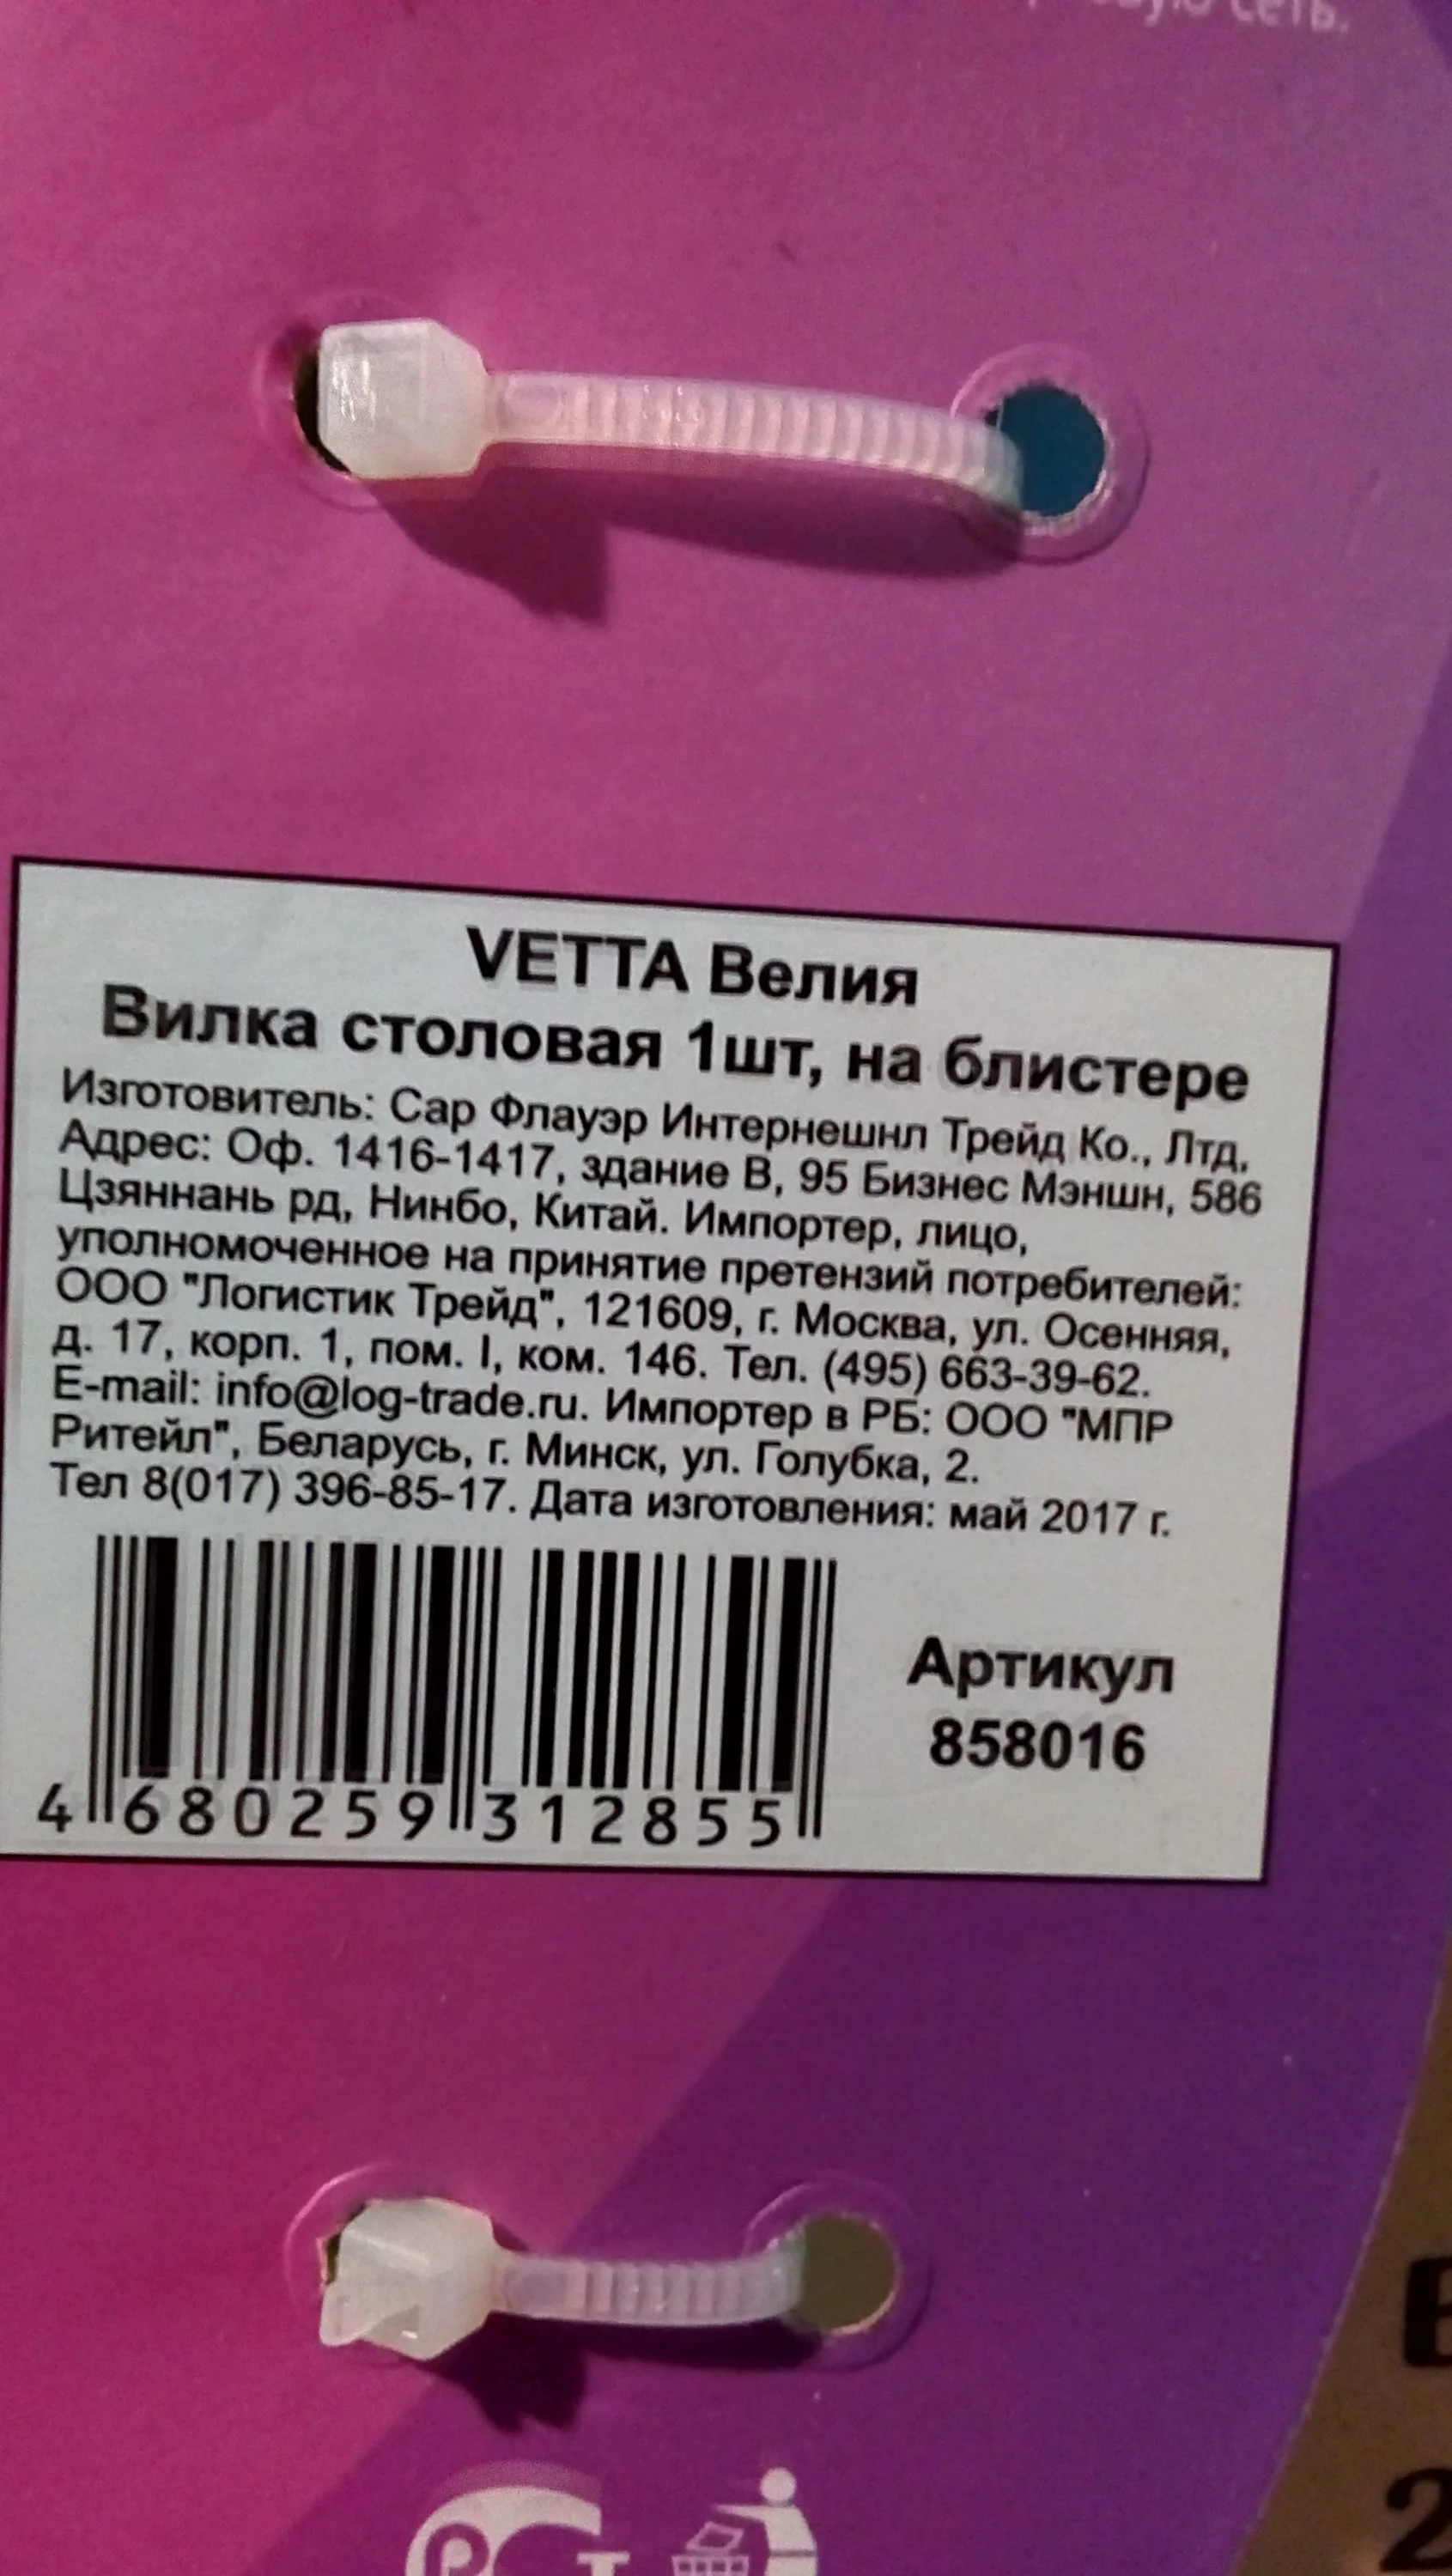 сеть.
VETTA Велия
Вилка столовая 1шт, на блистере
Изготовитель: Сар Флауэр Интернешнл Трейд Ко., Лтд,
Адрес: Оф. 1416-1417, здание В, 95 Бизнес Мэншн, 586
Цзяннань рд, Нинбо, Китай. Импортер, лицо,
уполномоченное на принятие претензий потребителей:
ООО "Логистик Трейд", 121609, г. Москва, ул. Осенняя,
д. 17, корп. 1, пом. I, ком. 146. Тел. (495) 663-39-62.
E-mail: info@log-trade.ru. Импортер в РБ: ООО "МПР
Ритейл", Беларусь, г. Минск, ул. Голубка, 2.
Тел 8(017) 396-85-17. Дата изготовления: май 2017 г.
Артикул
858016
4 680259 312855